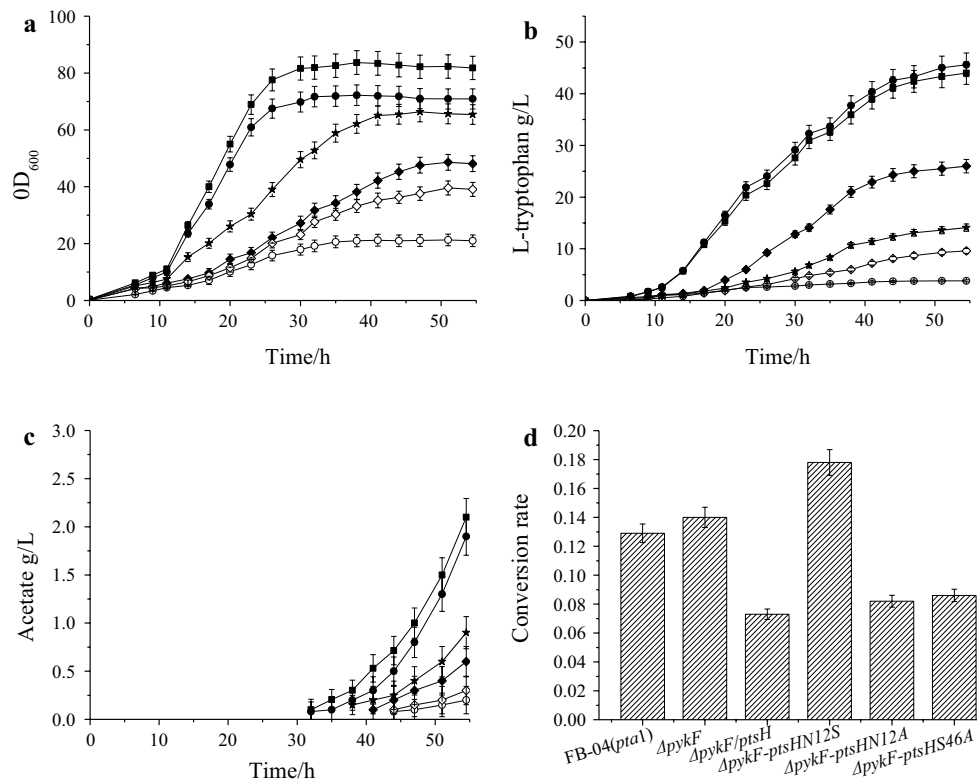 a
100
80
60
40
20
0
0D600
0 10 20 30 40 50
Time/h
b
50
40
30
20
10
0
L-tryptophan g/L
0 10 20 30 40 50
Time/h
c
3.0
2.5
2.0
1.5
1.0
0.5
0.0
Acetate g/L
0 10 20 30 40 50
Time/h
d
0.20
0.18
0.16
0.14
0.12
0.10
0.08
0.06
0.04
0.02
0.00
Conversion rate
FB-04(pta1)
ΔpykF
ΔpykF/ptsH
ΔpykF-ptsHN12S
ΔpykF-ptsHN12A
ΔpykF-ptsHS46A